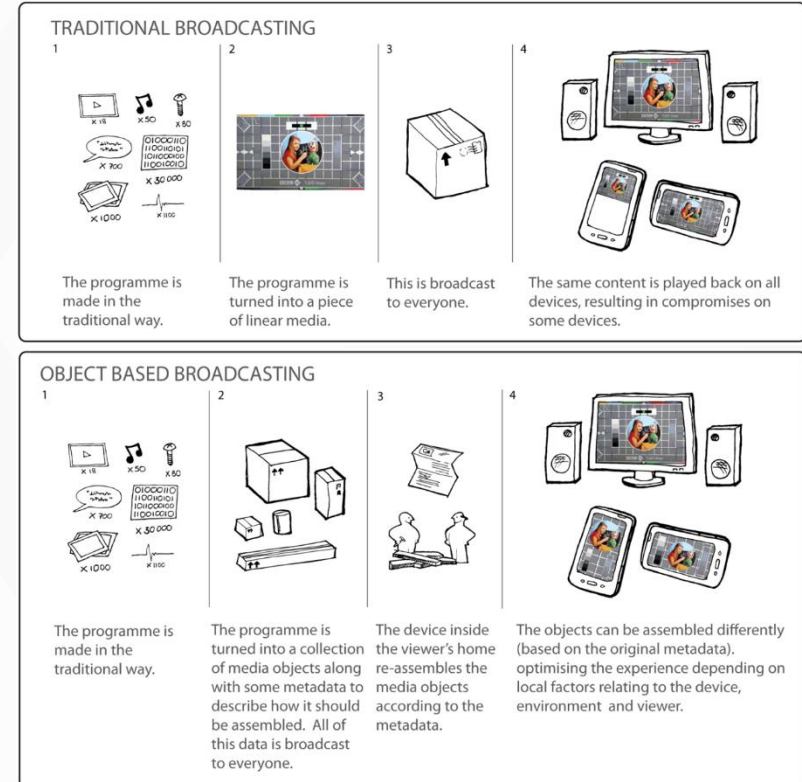 TRADITIONAL BROADCASTING
1
2
3
4
x 18
x 50
x 80
x 700
01000110
11001010
x 30 000
x 1000
x 1100
The programme is
made in the
traditional way.
The programme is
turned into a piece
of linear media.
This is broadcast
to everyone.
The same content is played back on all
devices, resulting in compromises on
some devices.
OBJECT BASED BROADCASTING
1
2
3
4
x 18
x 50
x 80
x 700
x 30 000
x 1000
x 1100
The programme is
made in the
traditional way.
The programme is
turned into a collection
of media objects along
with some metadata to
describe how it should
be assembled. All of
this data is broadcast
to everyone.
The device inside
the viewer's home
re-assembles the
media objects
according to the
metadata.
The objects can be assembled differently
(based on the original metadata).
optimising the experience depending on
local factors relating to the device,
environment and viewer.